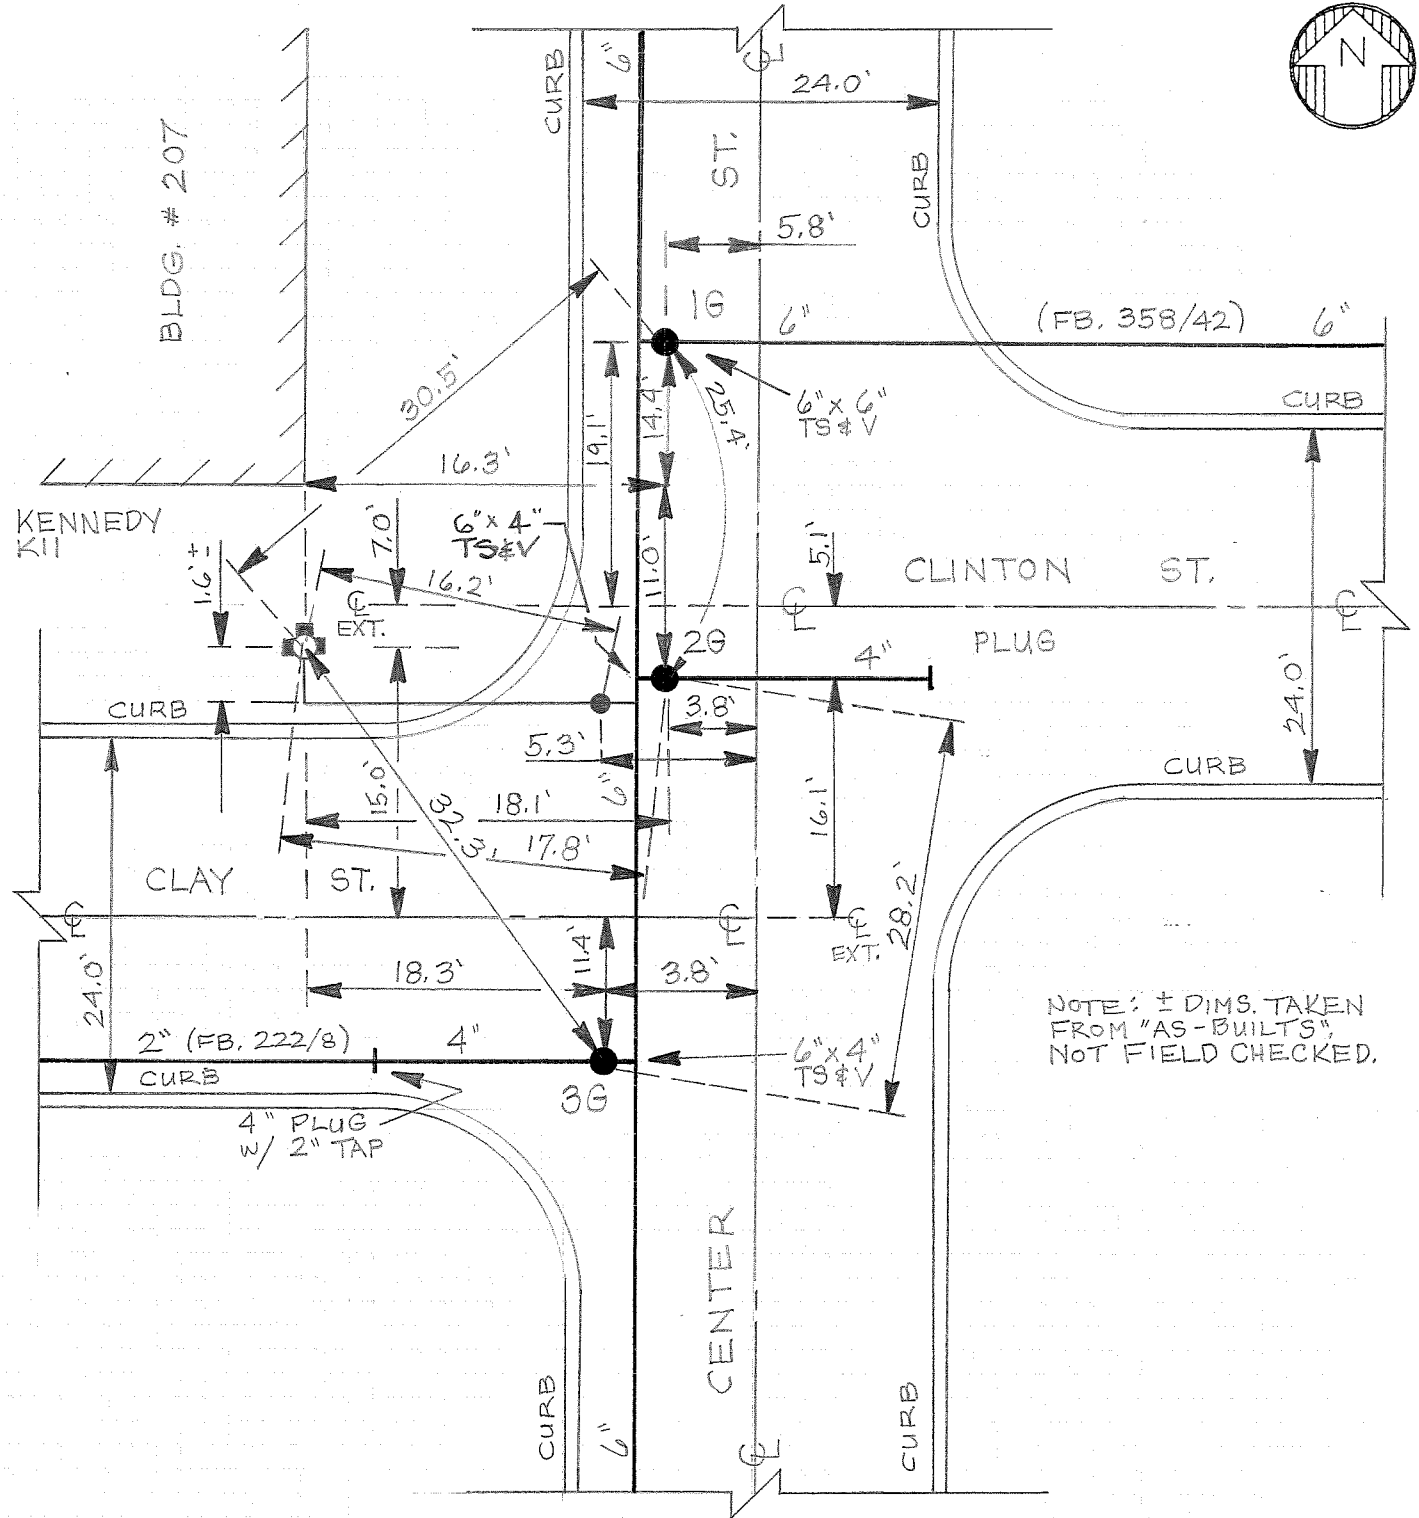 N
BLDG. # 207
CURB
6"
℄
24.0'
ST.
CURB
5.8'
1G
6"
(FB. 358/42)
6"
30.5'
19.1'
14.4'
25.4'
6" x 6"
TS & V
CURB
16.3'
KENNEDY
K11
1.6' ±
7.0'
6" x 4"
TS & V
16.2'
11.0'
5.1'
CLINTON ST.
24.0'
℄
EXT.
℄
℄
2G
PLUG
4"
CURB
3.8'
5.3'
6"
CURB
15.0'
18.1'
32.3'
17.8'
16.1'
28.2'
CLAY ST.
℄
℄
℄
EXT.
24.0'
18.3'
11.4'
3.8'
NOTE: ± DIMS. TAKEN
FROM "AS-BUILTS",
NOT FIELD CHECKED.
2" (FB. 222/8)
4"
6" x 4"
TS & V
CURB
3G
4" PLUG
W/ 2" TAP
CENTER
CURB
6"
℄
CURB